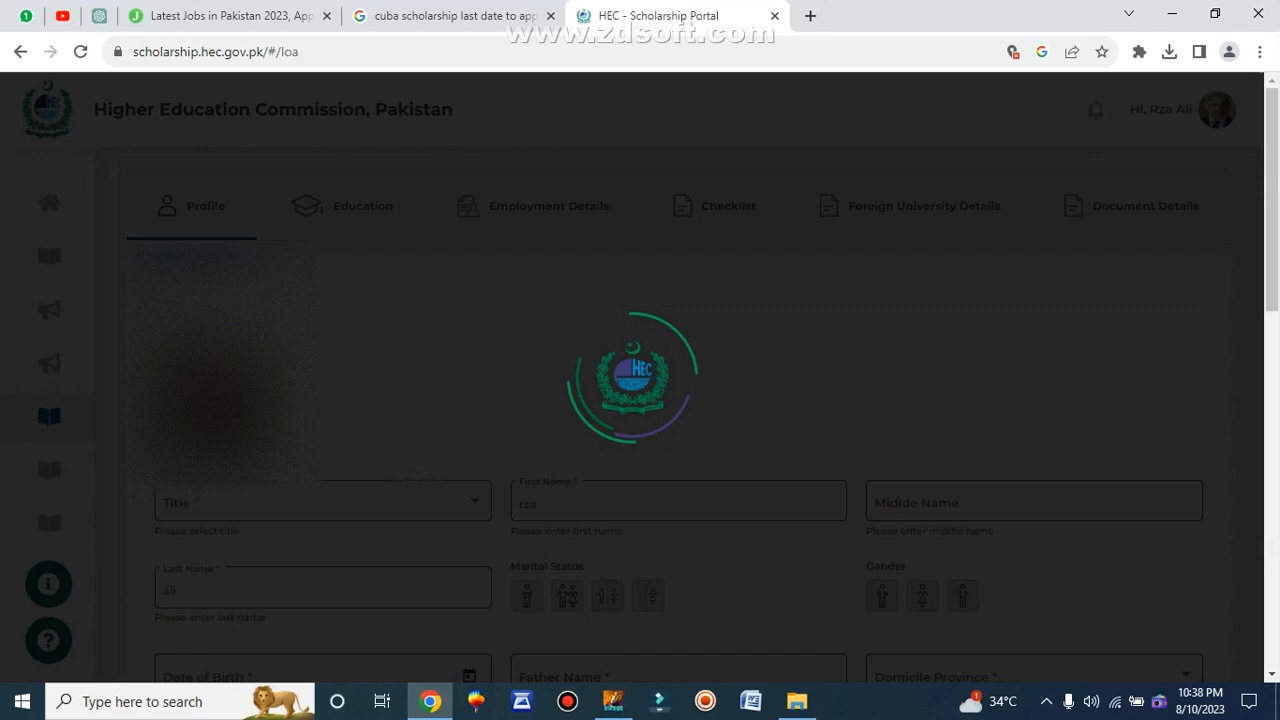 1
Latest Jobs in Pakistan 2023, App
cuba scholarship last date to app
HEC - Scholarship Portal
www.zdsoft.com
scholarship.hec.gov.pk/#/loa
HEC
Higher Education Commission, Pakistan
Hi, Rza Ali
Profile
Education
Employment Details
Checklist
Foreign University Details
Document Details
HEC
Title *
First Name *
rza
Midlde Name
Please select title
Please enter first name
Please enter middle name
Last Name *
ali
Marital Status
Gender
Please enter last name
Date of Birth *
Father Name *
Domicile Province *
Type here to search
1
34°C
10:38 PM
8/10/2023